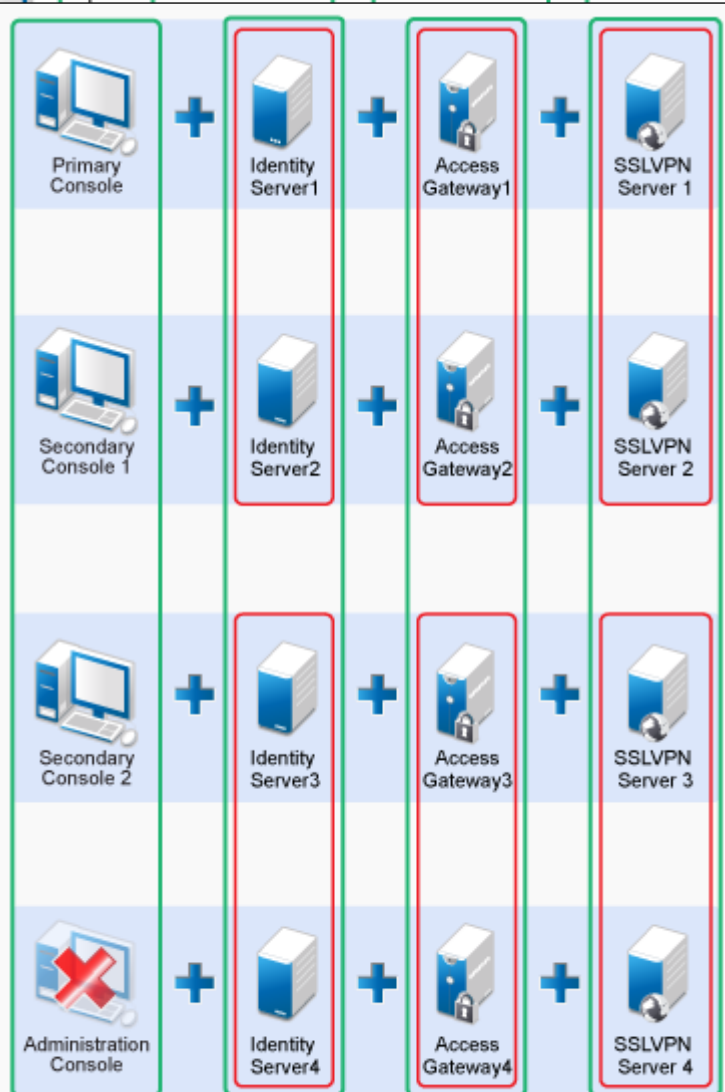 Primary
Console
Identity
Server1
Access
Gateway1
SSLVPN
Server 1
Secondary
Console 1
Identity
Server2
Access
Gateway2
SSLVPN
Server 2
Secondary
Console 2
Identity
Server3
Access
Gateway3
SSLVPN
Server 3
Administration
Console
Identity
Server4
Access
Gateway4
SSLVPN
Server 4